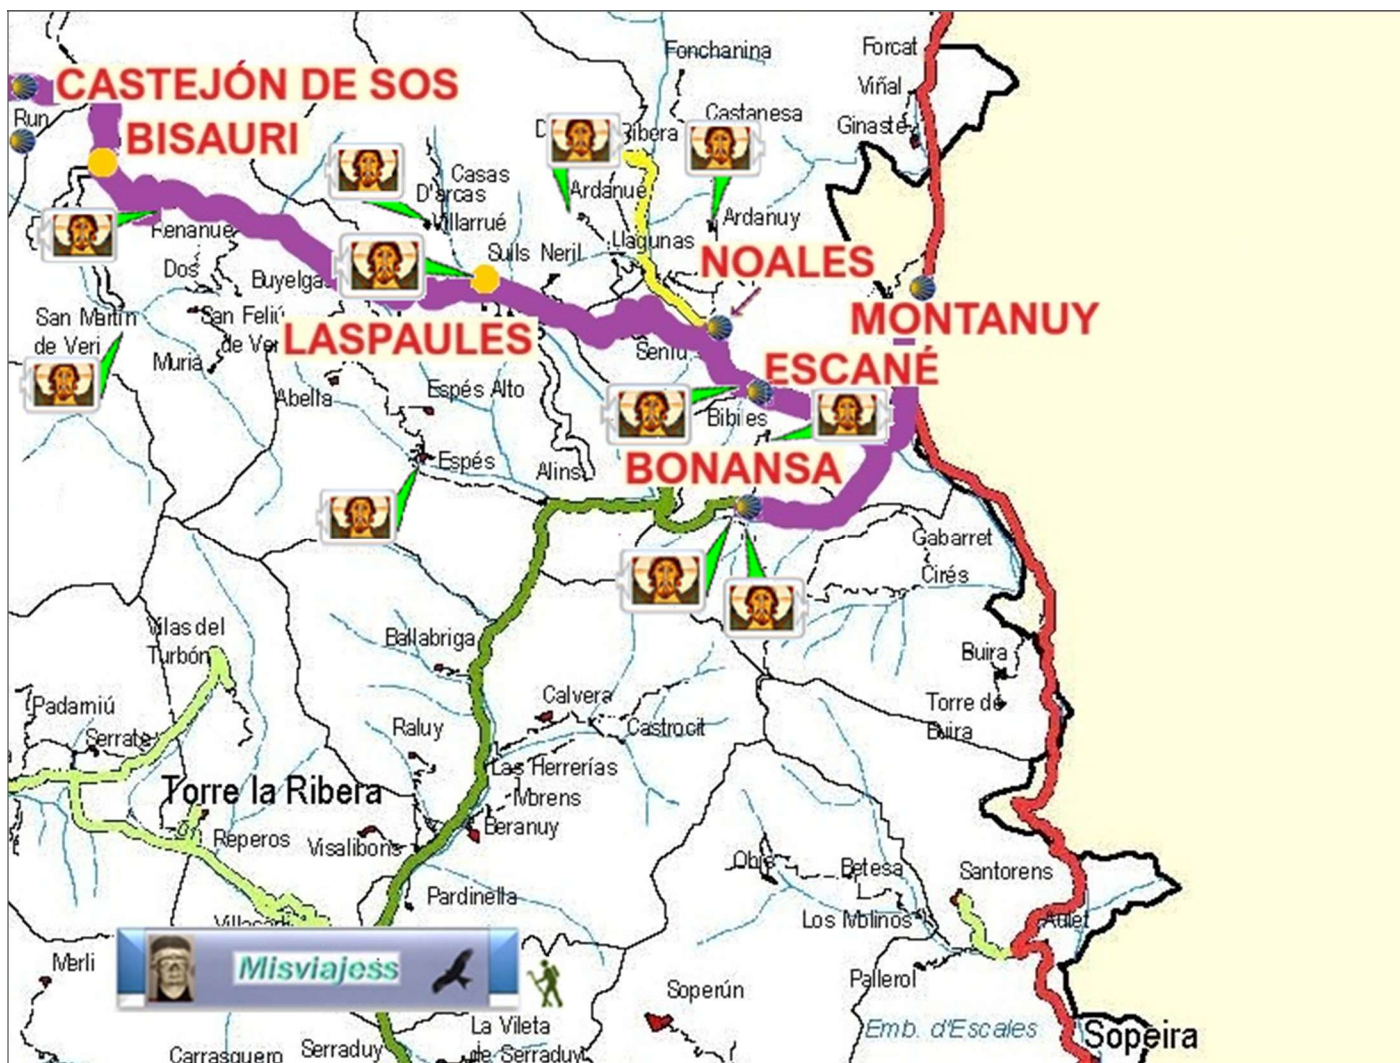 Fonchanina
Forcat
CASTEJÓN DE SOS
Viñal
Run
Castanesa
Ribera
Ginaste
BISAURI
Casas
D'arcas
Ardanué
Villarrué
Ardanuy
Renanué
Llagunas
Suils
Neril
NOALES
Dos
Buyelgas
San Martín
de Veri
San Feliú
de Veri
MONTANUY
LASPAULES
Seniu
Muria
ESCANÉ
Abella
Espés Alto
Bibiles
Espés
Alins
BONANSA
Gabarret
Cirés
Vilas del
Turbón
Ballabriga
Buira
Padarniú
Calvera
Torre de
Buira
Serrate
Raluy
Castrocit
Las Herrerías
Torre la Ribera
Morens
Reperos
Beranuy
Visalibons
Obis
Betesa
Santorens
Pardinella
Los Molinos
Aulet
Merli
Misviajess
Pallerol
Soperún
La Vileta
de Serraduy
Emb. d'Escales
Sopeira
Carrasquero
Serraduy